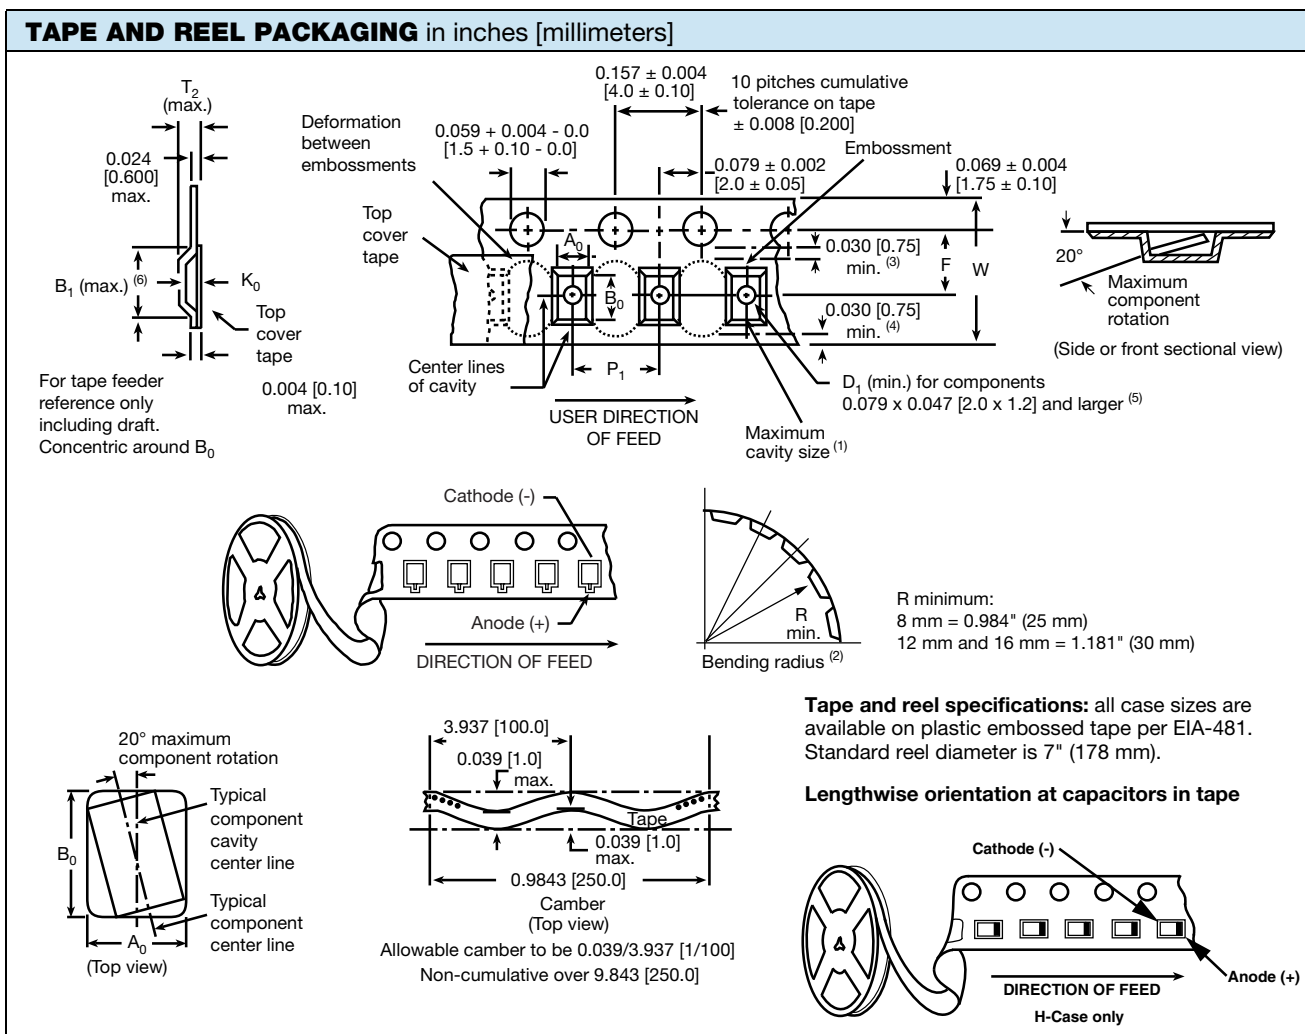 TAPE AND REEL PACKAGING in inches [millimeters]
T2
(max.)
0.024
[0.600]
max.
B1 (max.) (6)
K0
Top
cover
tape
For tape feeder
reference only
including draft.
Concentric around B0
0.004 [0.10]
max.
Deformation
between
embossments
Top
cover
tape
0.059 + 0.004 - 0.0
[1.5 + 0.10 - 0.0]
0.157 ± 0.004
[4.0 ± 0.10]
10 pitches cumulative
tolerance on tape
± 0.008 [0.200]
Embossment
0.079 ± 0.002
[2.0 ± 0.05]
0.069 ± 0.004
[1.75 ± 0.10]
A0
B0
0.030 [0.75]
min. (3)
F
W
0.030 [0.75]
min. (4)
Center lines
of cavity
P1
USER DIRECTION
OF FEED
Maximum
cavity size (1)
D1 (min.) for components
0.079 x 0.047 [2.0 x 1.2] and larger (5)
20°
Maximum
component
rotation
(Side or front sectional view)
Cathode (-)
Anode (+)
DIRECTION OF FEED
R
min.
Bending radius (2)
R minimum:
8 mm = 0.984" (25 mm)
12 mm and 16 mm = 1.181" (30 mm)
Tape and reel specifications: all case sizes are
available on plastic embossed tape per EIA-481.
Standard reel diameter is 7" (178 mm).
Lengthwise orientation at capacitors in tape
20° maximum
component rotation
Typical
component
cavity
center line
B0
Typical
component
center line
A0
(Top view)
3.937 [100.0]
0.039 [1.0]
max.
Tape
0.039 [1.0]
max.
0.9843 [250.0]
Camber
(Top view)
Allowable camber to be 0.039/3.937 [1/100]
Non-cumulative over 9.843 [250.0]
Cathode (-)
Anode (+)
DIRECTION OF FEED
H-Case only